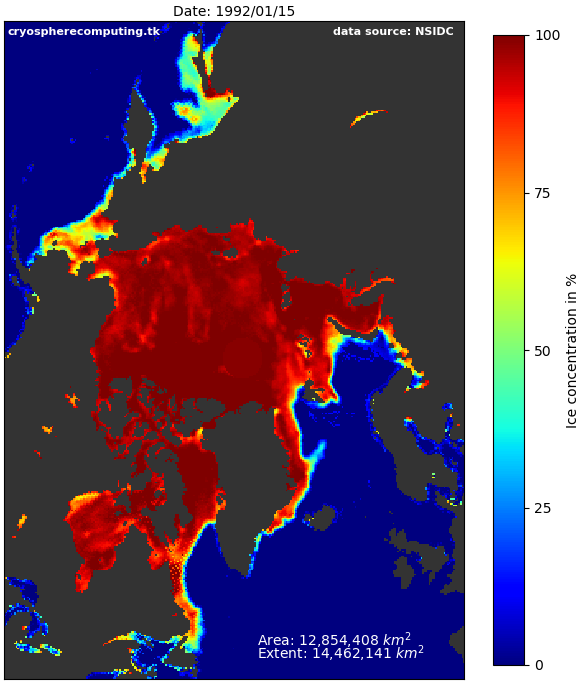 Date: 1992/01/15
cryospherecomputing.tk data source: NSIDC
100
75
50
25
0
Ice concentration in %
Area: 12,854,408 km²
Extent: 14,462,141 km²